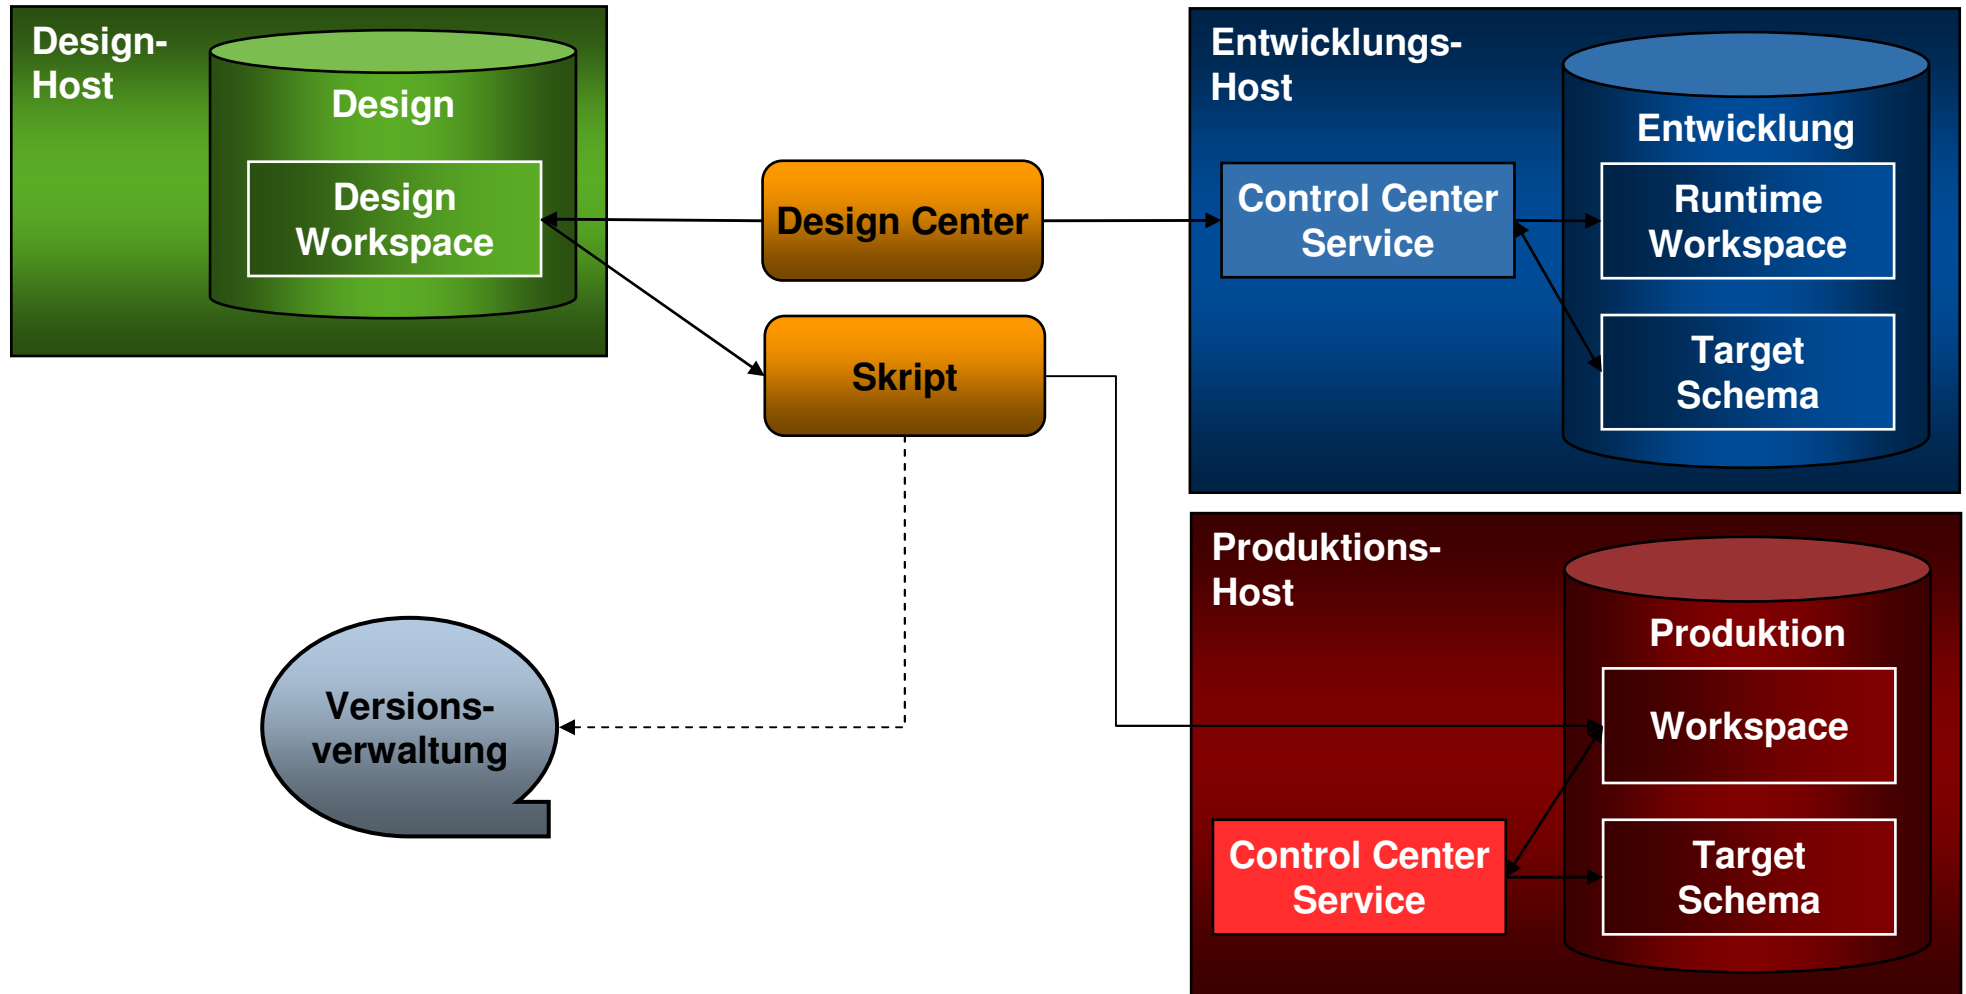 Design-
Host
Design
Design
Workspace
Design Center
Skript
Entwicklungs-
Host
Entwicklung
Control Center
Service
Runtime
Workspace
Target
Schema
Versions-
verwaltung
Produktions-
Host
Produktion
Workspace
Control Center
Service
Target
Schema